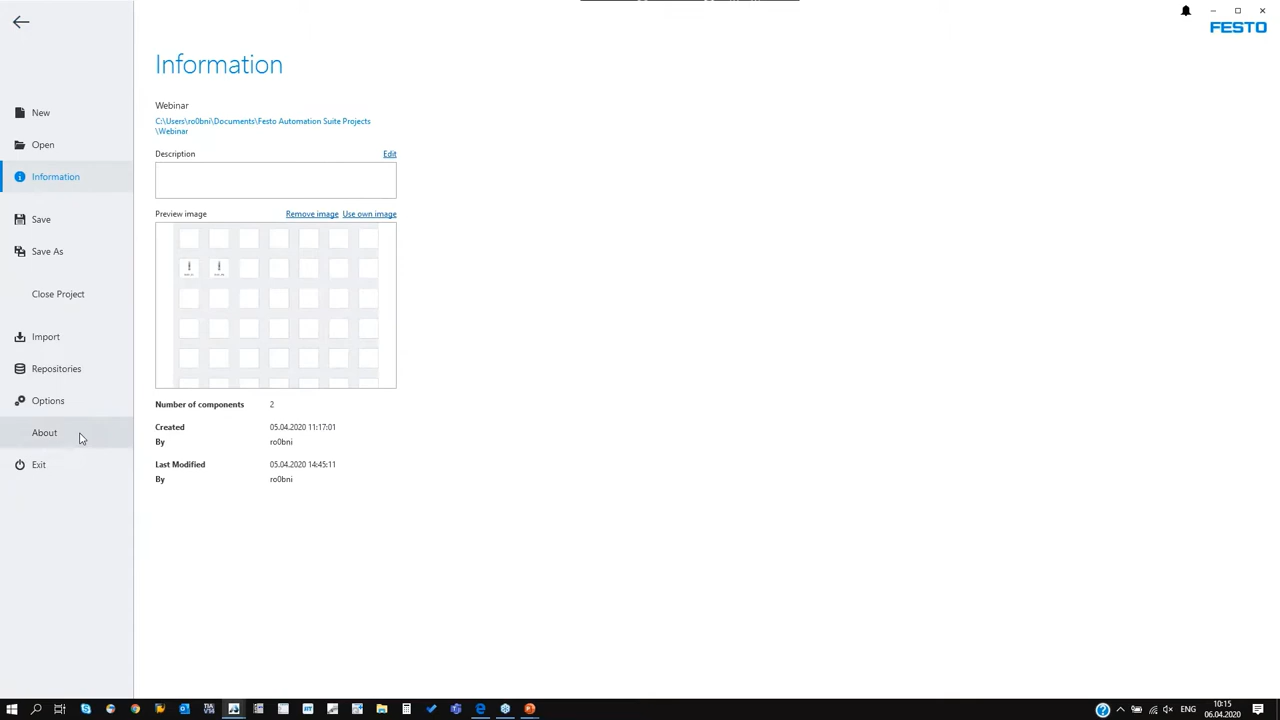 FESTO
Information
New
Open
Information
Save
Save As
Close Project
Import
Repositories
Options
About
Exit
Webinar
C:\Users\ro0bni\Documents\Festo Automation Suite Projects
\Webinar
Description Edit
Preview image Remove image Use own image
Number of components 2
Created 05.04.2020 11:17:01
By ro0bni
Last Modified 05.04.2020 14:45:11
By ro0bni
ENG
10:15
06.04.2020